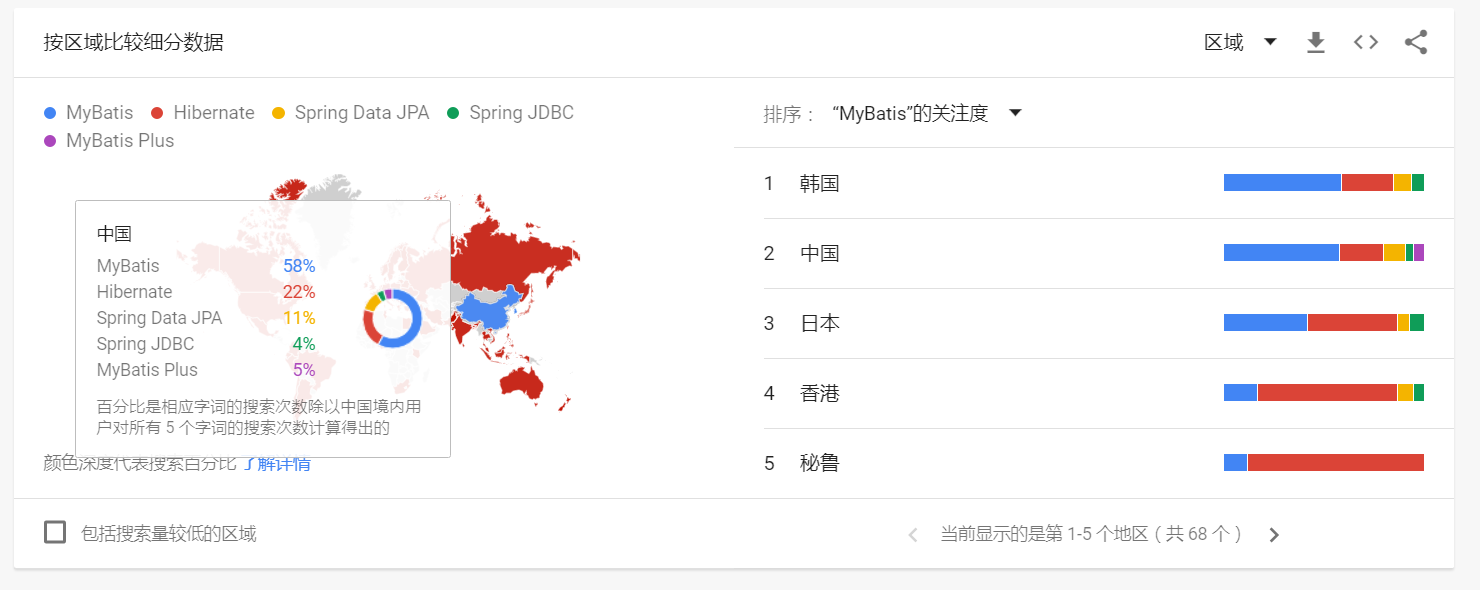 按区域比较细分数据
区域
MyBatis Hibernate Spring Data JPA Spring JDBC
MyBatis Plus
中国
MyBatis 58%
Hibernate 22%
Spring Data JPA 11%
Spring JDBC 4%
MyBatis Plus 5%
百分比是相应字词的搜索次数除以中国境内用
户对所有 5 个字词的搜索次数计算得出的
颜色深度代表搜索百分比 了解详情
包括搜索量较低的区域
排序： “MyBatis”的关注度
1 韩国
2 中国
3 日本
4 香港
5 秘鲁
当前显示的是第 1-5 个地区（共 68 个）